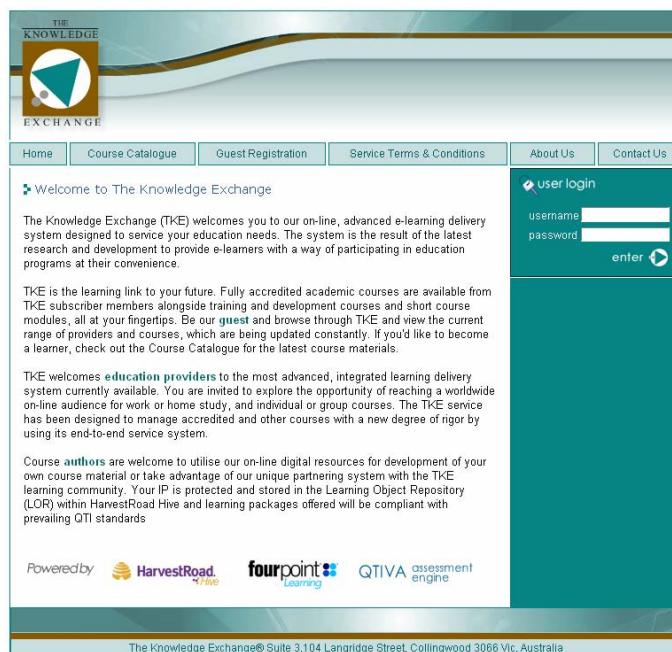 THE
KNOWLEDGE
EXCHANGE
Home Course Catalogue Guest Registration Service Terms & Conditions About Us Contact Us
Welcome to The Knowledge Exchange
The Knowledge Exchange (TKE) welcomes you to our on-line, advanced e-learning delivery
system designed to service your education needs. The system is the result of the latest
research and development to provide e-learners with a way of participating in education
programs at their convenience.
TKE is the learning link to your future. Fully accredited academic courses are available from
TKE subscriber members alongside training and development courses and short course
modules, all at your fingertips. Be our guest and browse through TKE and view the current
range of providers and courses, which are being updated constantly. If you'd like to become
a learner, check out the Course Catalogue for the latest course materials.
TKE welcomes education providers to the most advanced, integrated learning delivery
system currently available. You are invited to explore the opportunity of reaching a worldwide
on-line audience for work or home study, and individual or group courses. The TKE service
has been designed to manage accredited and other courses with a new degree of rigor by
using its end-to-end service system.
Course authors are welcome to utilise our on-line digital resources for development of your
own course material or take advantage of our unique partnering system with the TKE
learning community. Your IP is protected and stored in the Learning Object Repository
(LOR) within HarvestRoad Hive and learning packages offered will be compliant with
prevailing QTI standards
user login
username
password
enter
Powered by HarvestRoad. Hive fourpoint Learning QTIVA assessment engine
The Knowledge Exchange® Suite 3,104 Langridge Street, Collingwood 3066 Vic, Australia